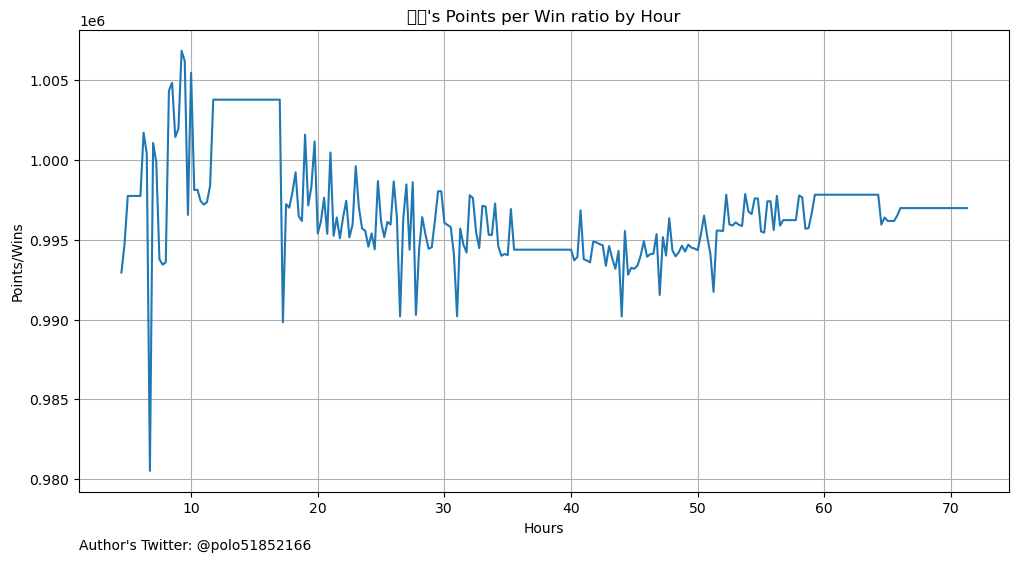 's Points per Win ratio by Hour
1e6
1.005
1.000
0.995
0.990
0.985
0.980
Points/Wins
10 20 30 40 50 60 70
Hours
Author's Twitter: @polo51852166